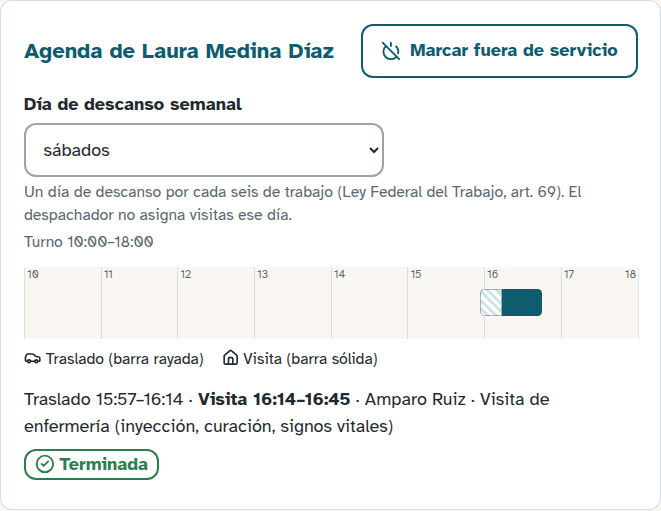 Agenda de Laura Medina Díaz
Marcar fuera de servicio
Día de descanso semanal
sábados
Un día de descanso por cada seis de trabajo (Ley Federal del Trabajo, art. 69). El
despachador no asigna visitas ese día.
Turno 10:00–18:00
10 11 12 13 14 15 16 17 18
Traslado (barra rayada) Visita (barra sólida)
Traslado 15:57–16:14 · Visita 16:14–16:45 · Amparo Ruiz · Visita de
enfermería (inyección, curación, signos vitales)
Terminada